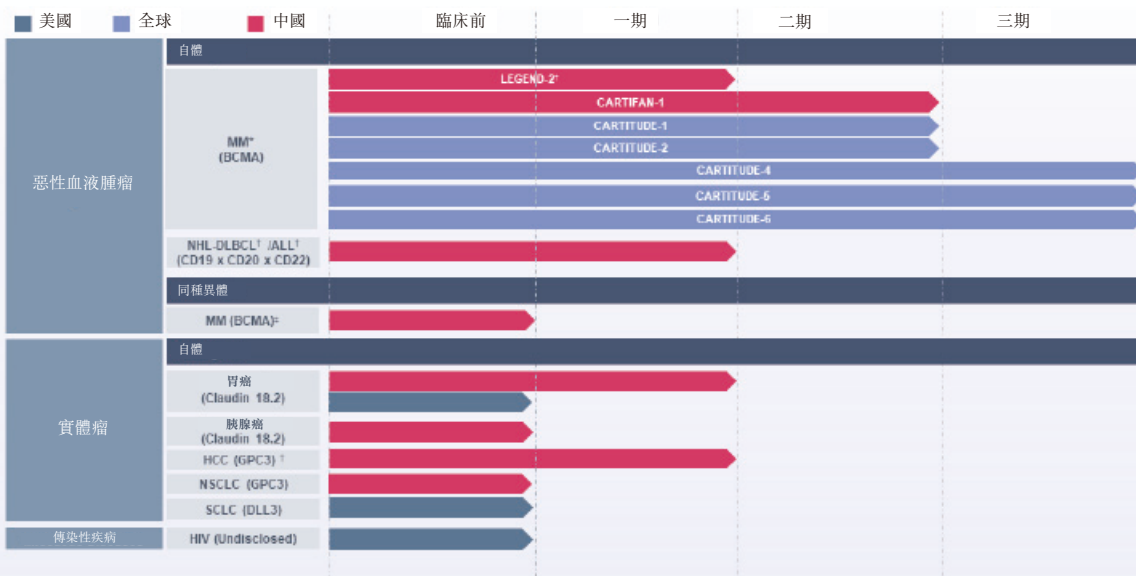 美國 全球 中國 臨床前 一期 二期 三期
自體
LEGEND-2†
CARTIFAN-1
CARTITUDE-1
MM*
(BCMA)
CARTITUDE-2
CARTITUDE-4
惡性血液腫瘤
CARTITUDE-5
CARTITUDE-6
NHL-DLBCL† /ALL†
(CD19 x CD20 x CD22)
同種異體
MM (BCMA)‡
自體
胃癌
(Claudin 18.2)
胰腺癌
(Claudin 18.2)
實體瘤
HCC (GPC3) †
NSCLC (GPC3)
SCLC (DLL3)
傳染性疾病 HIV (Undisclosed)